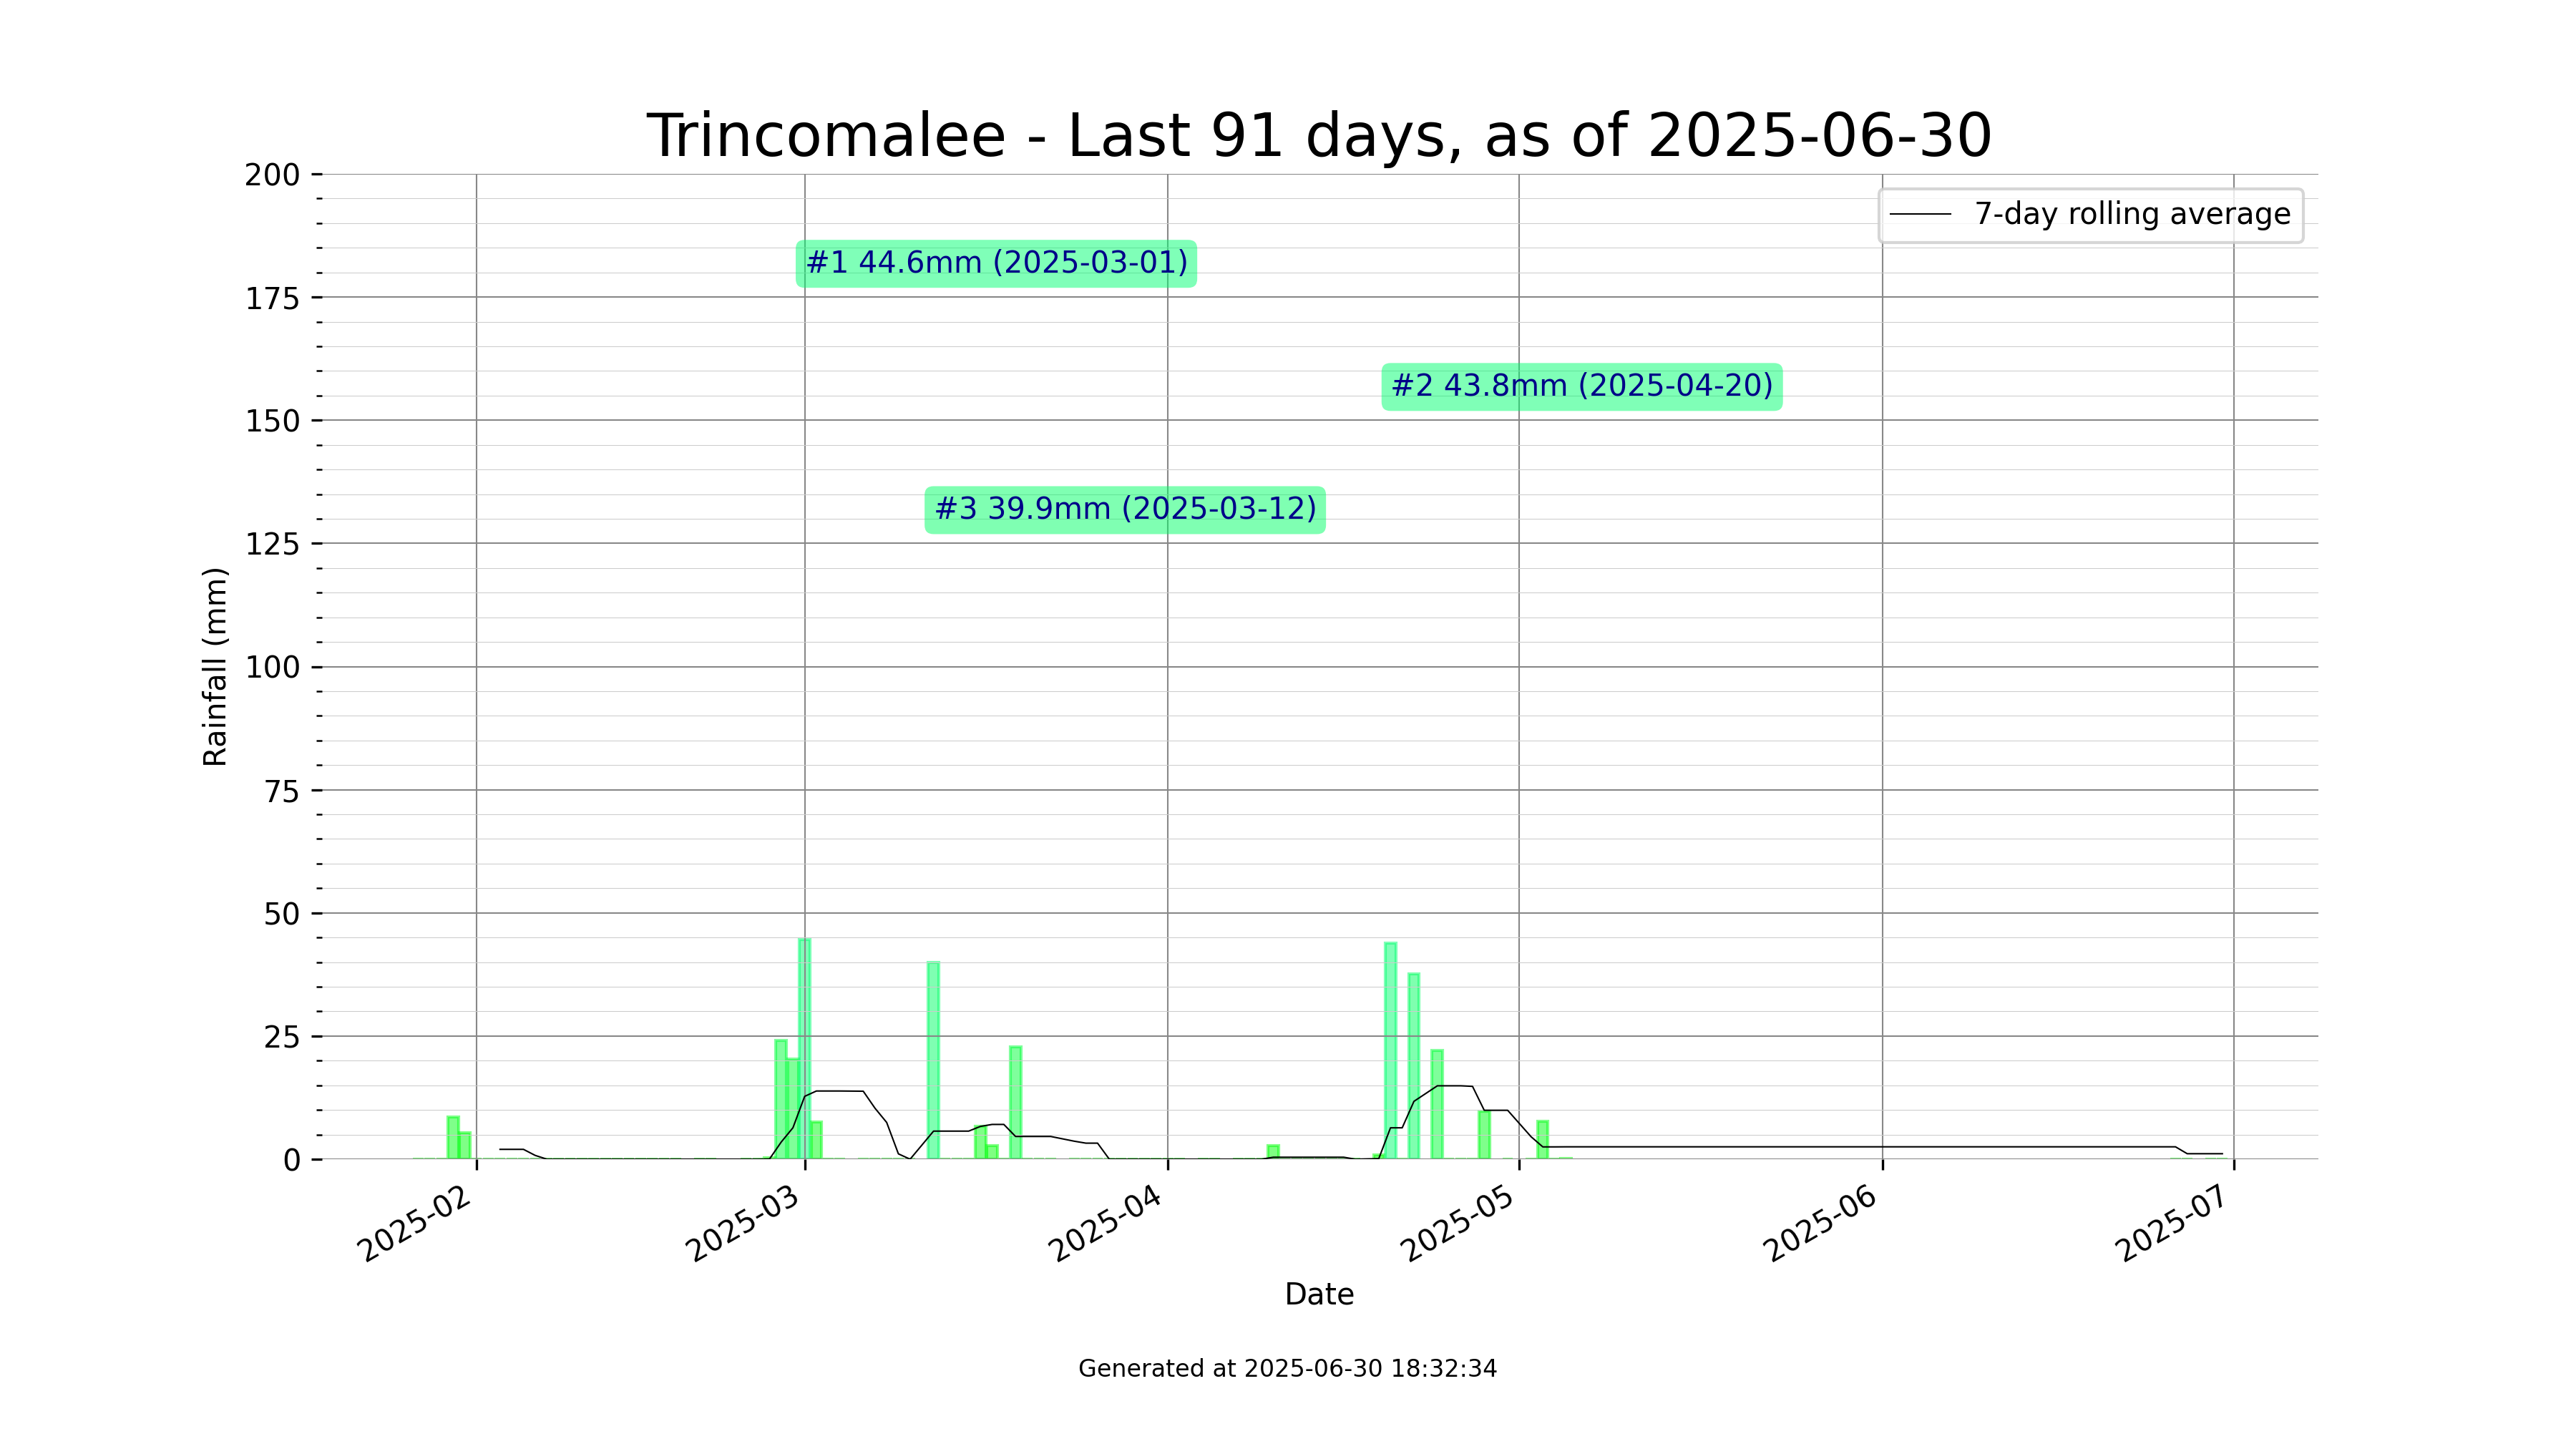 Trincomalee - Last 91 days, as of 2025-06-30
200
175
150
125
100
75
50
25
0
Rainfall (mm)
7-day rolling average
#1 44.6mm (2025-03-01)
#2 43.8mm (2025-04-20)
#3 39.9mm (2025-03-12)
2025-02
2025-03
2025-04
2025-05
2025-06
2025-07
Date
Generated at 2025-06-30 18:32:34